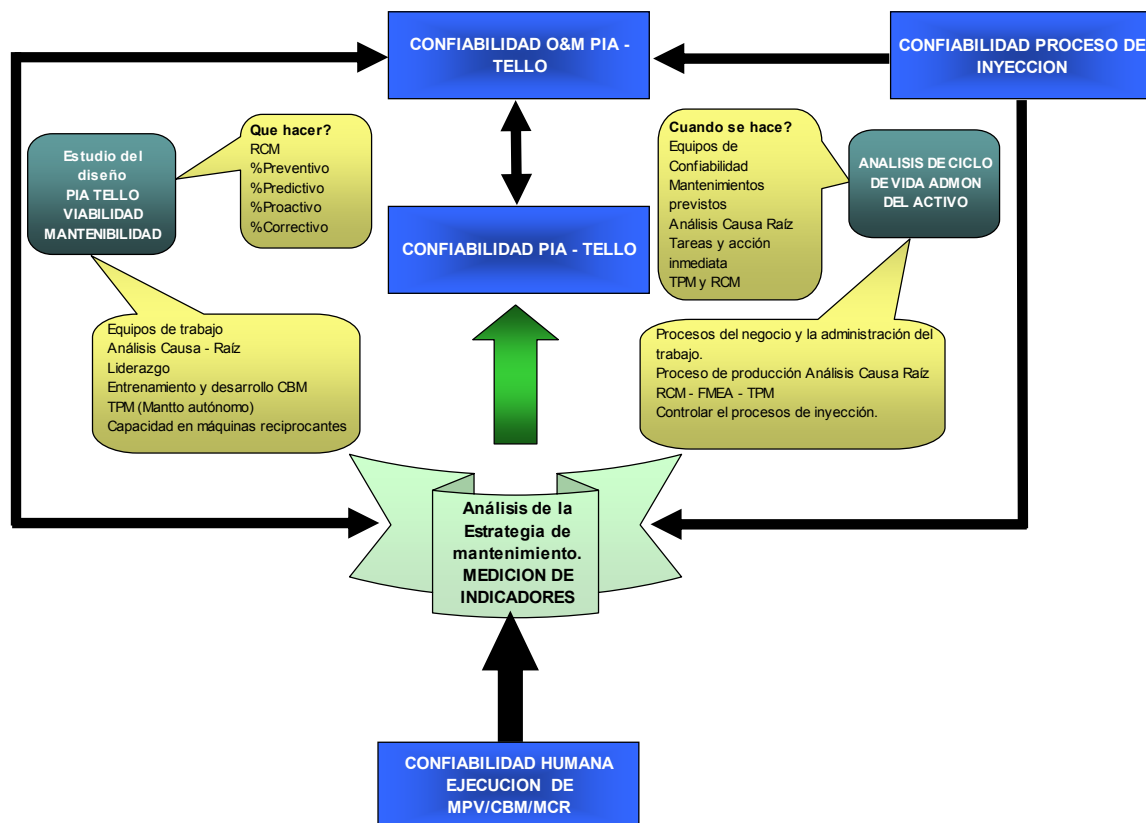 CONFIABILIDAD O&M PIA -
TELLO
CONFIABILIDAD PROCESO DE
INYECCION
Estudio del
diseño
PIA TELLO
VIABILIDAD
MANTENIBILIDAD
Que hacer?
RCM
%Preventivo
%Predictivo
%Proactivo
%Correctivo
Cuando se hace?
Equipos de
Confiabilidad
Mantenimientos
previstos
Análisis Causa Raíz
Tareas y acción
inmediata
TPM y RCM
ANALISIS DE CICLO
DE VIDA ADMON
DEL ACTIVO
CONFIABILIDAD PIA - TELLO
Equipos de trabajo
Análisis Causa - Raíz
Liderazgo
Entrenamiento y desarrollo CBM
TPM (Mantto autónomo)
Capacidad en máquinas reciprocantes
Procesos del negocio y la administración del
trabajo.
Proceso de producción Análisis Causa Raíz
RCM - FMEA - TPM
Controlar el procesos de inyección.
Análisis de la
Estrategia de
mantenimiento.
MEDICION DE
INDICADORES
CONFIABILIDAD HUMANA
EJECUCION DE
MPV/CBM/MCR